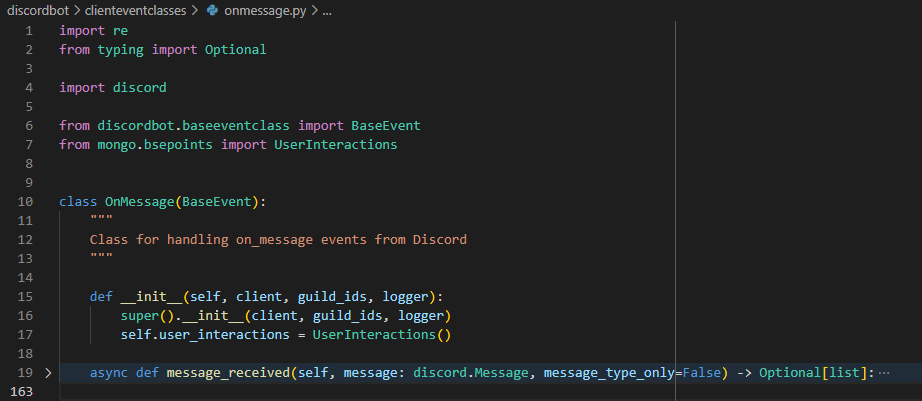 discordbot > clienteventclasses > onmessage.py > ...
1 import re
2 from typing import Optional
3
4 import discord
5
6 from discordbot.baseeventclass import BaseEvent
7 from mongo.bsepoints import UserInteractions
8
9
10 class OnMessage(BaseEvent):
11 """
12 Class for handling on_message events from Discord
13 """
14
15 def __init__(self, client, guild_ids, logger):
16 super().__init__(client, guild_ids, logger)
17 self.user_interactions = UserInteractions()
18
19 > async def message_received(self, message: discord.Message, message_type_only=False) -> Optional[list]:⋯
163